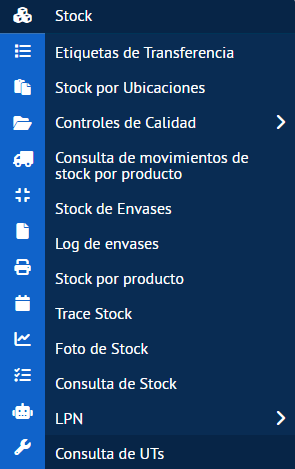 Stock
Etiquetas de Transferencia
Stock por Ubicaciones
Controles de Calidad
Consulta de movimientos de
stock por producto
Stock de Envases
Log de envases
Stock por producto
Trace Stock
Foto de Stock
Consulta de Stock
LPN
Consulta de UTs